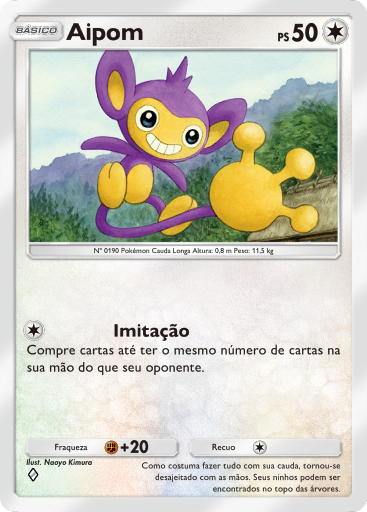 BÁSICO Aipom PS 50
Nº 0190 Pokémon Cauda Longa Altura: 0,8 m Peso: 11,5 kg
Imitação
Compre cartas até ter o mesmo número de cartas na
sua mão do que seu oponente.
Fraqueza +20 Recuo
Ilust. Naoyo Kimura
Como costuma fazer tudo com sua cauda, tornou-se
desajeitado com as mãos. Seus ninhos podem ser
encontrados no topo das árvores.